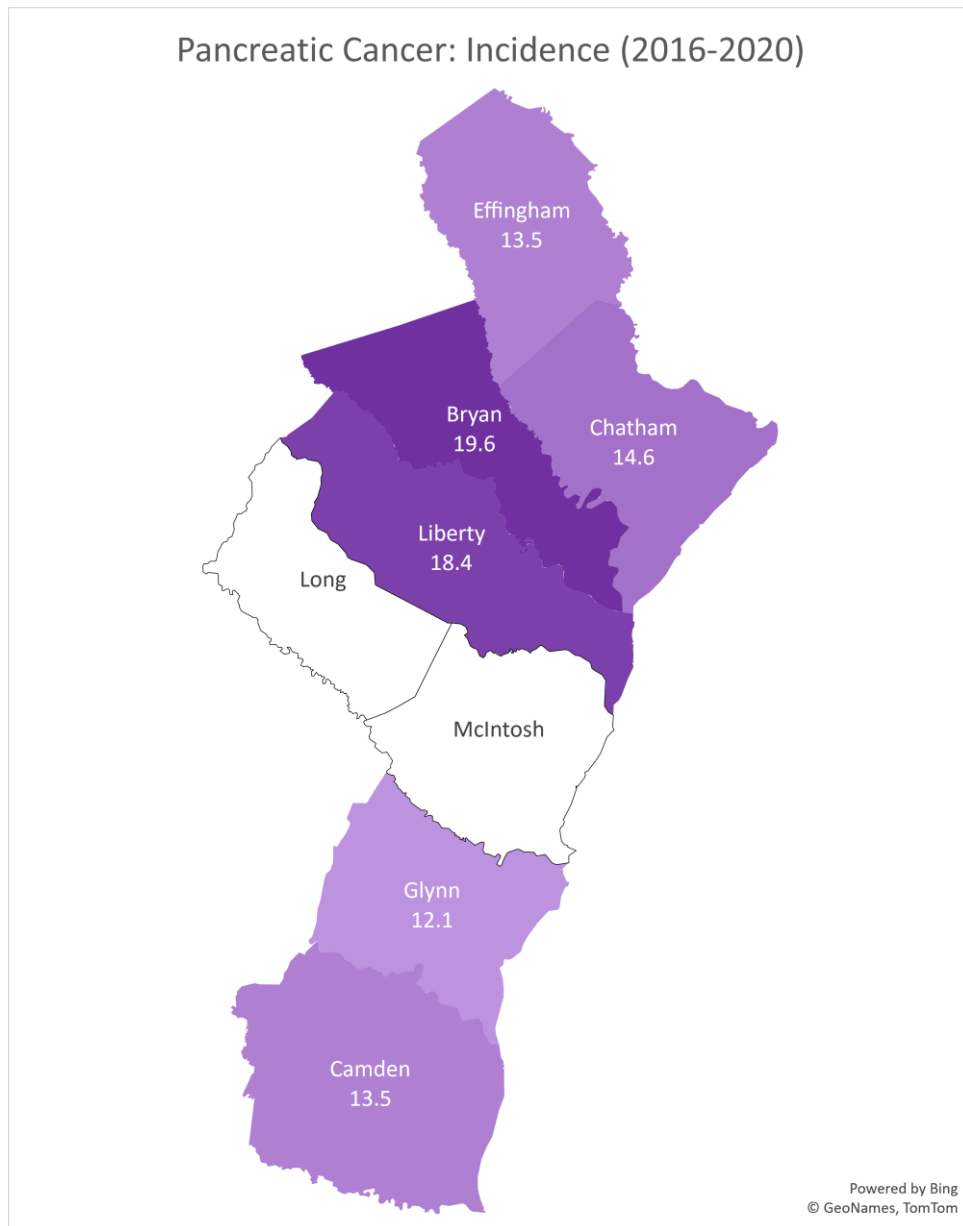 Pancreatic Cancer: Incidence (2016-2020)
Effingham
13.5
Bryan
19.6
Chatham
14.6
Liberty
18.4
Long
McIntosh
Glynn
12.1
Camden
13.5
Powered by Bing
© GeoNames, TomTom